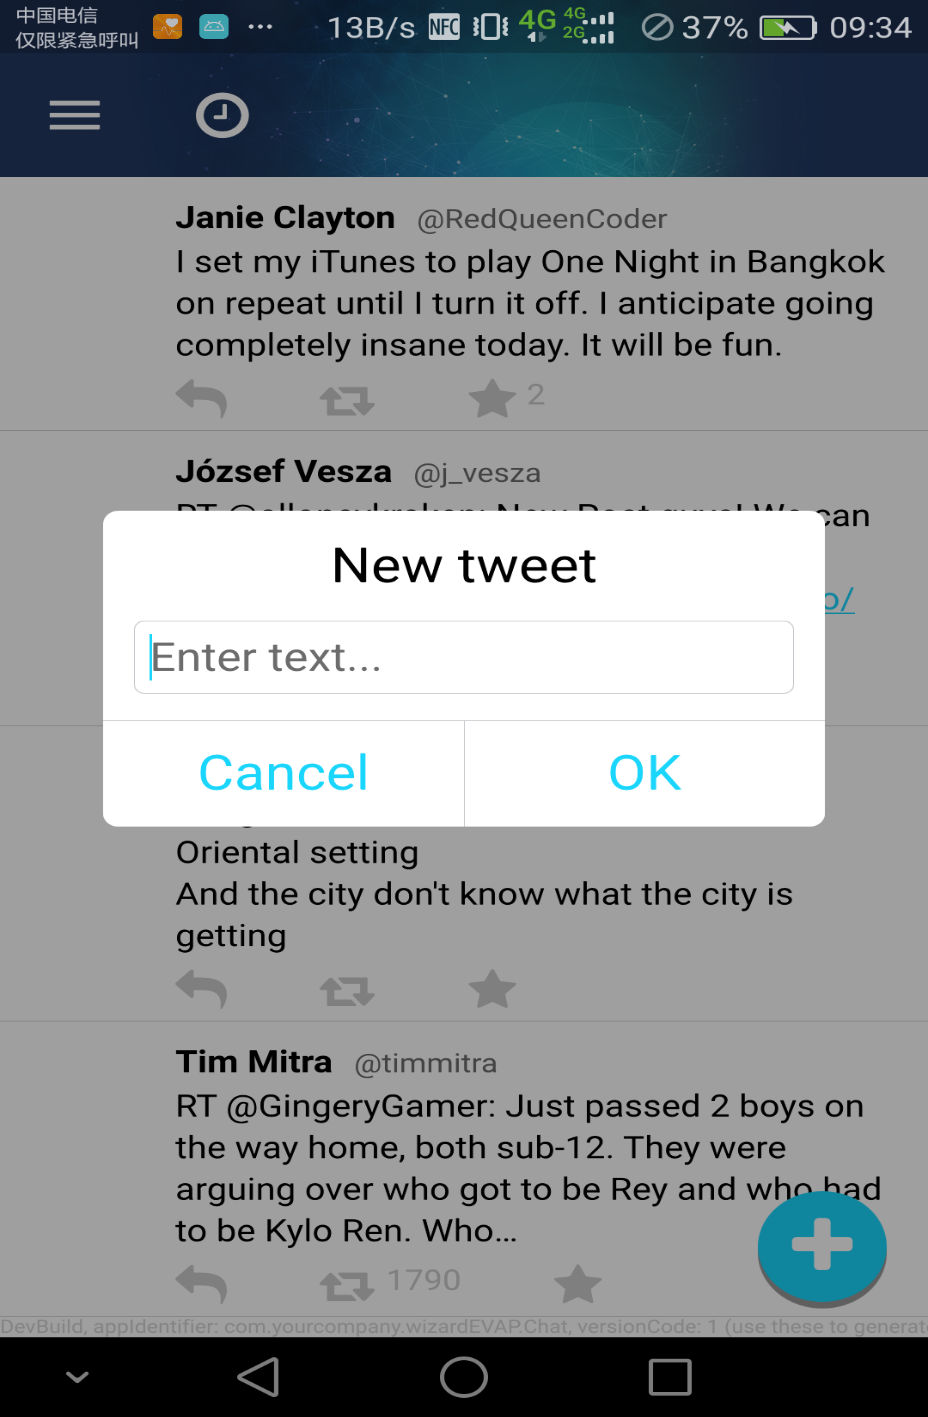 中国电信
仅限紧急呼叫
13B/s NFC 4G 4G 2G 37% 09:34
Janie Clayton @RedQueenCoder
I set my iTunes to play One Night in Bangkok
on repeat until I turn it off. I anticipate going
completely insane today. It will be fun.
2
József Vesza @j_vesza
can
o/
New tweet
Enter text...
Cancel OK
Oriental setting
And the city don't know what the city is
getting
Tim Mitra @timmitra
RT @GingeryGamer: Just passed 2 boys on
the way home, both sub-12. They were
arguing over who got to be Rey and who had
to be Kylo Ren. Who...
1790
DevBuild, appIdentifier: com.yourcompany.wizardEVAP.Chat, versionCode: 1 (use these to generat